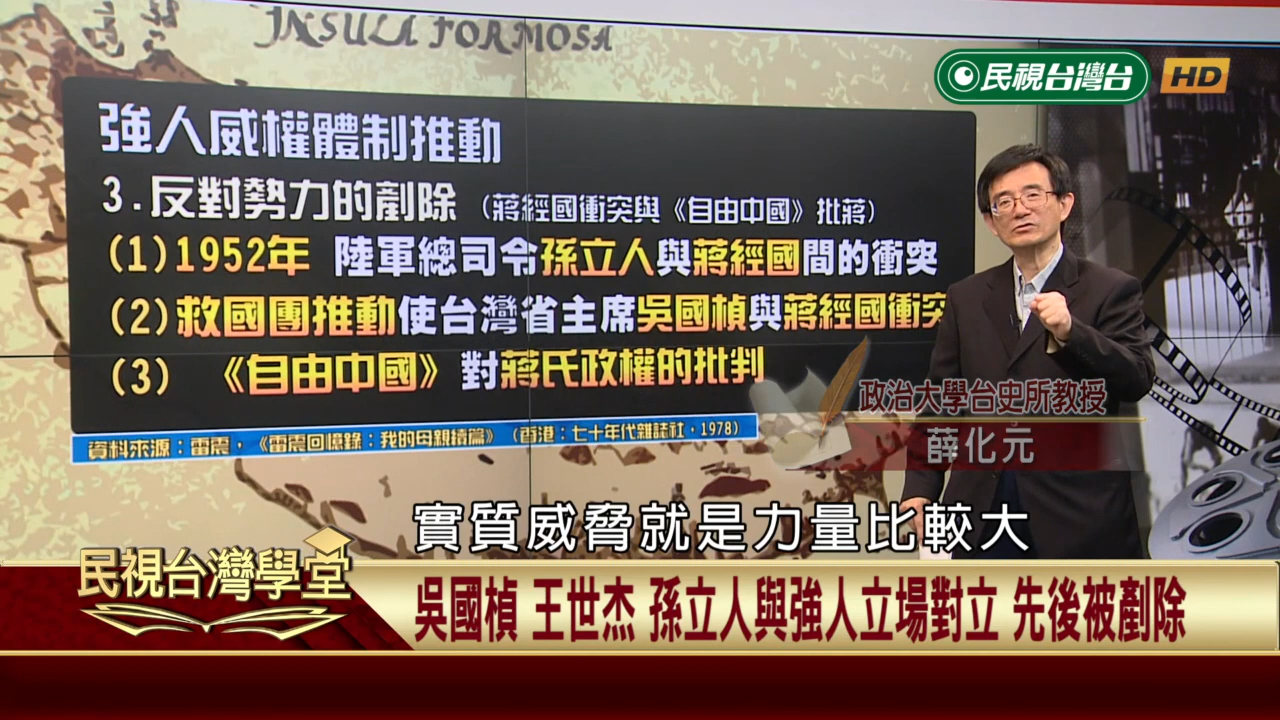 INSULA FORMOSA
民視台灣台 HD
強人威權體制推動
3.反對勢力的剷除（蔣經國衝突與《自由中國》批蔣）
(1)1952年 陸軍總司令孫立人與蔣經國間的衝突
(2)救國團推動使台灣省主席吳國楨與蔣經國衝突
(3) 《自由中國》對蔣氏政權的批判
資料來源：雷震，《雷震回憶錄：我的母親續篇》（香港：七十年代雜誌社，1978）
政治大學台史所教授
薛化元
實質威脅就是力量比較大
民視台灣學堂
吳國楨 王世杰 孫立人與強人立場對立 先後被剷除